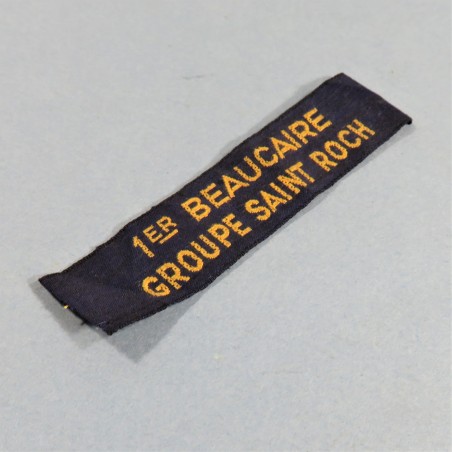 1ER BEAUCAIRE
GROUPE SAINT ROCH